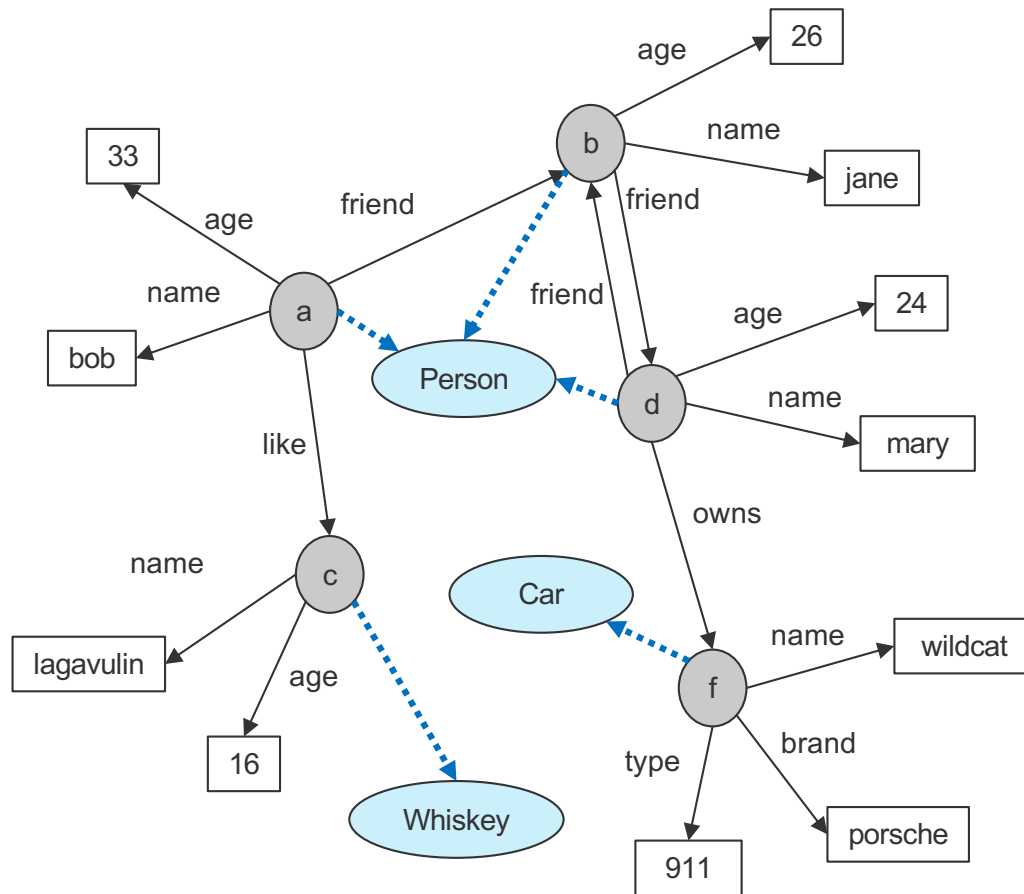 26
age
b
name
jane
33
friend
friend
age
name
a
friend
24
age
bob
Person
d
name
mary
like
owns
name
c
Car
name
wildcat
lagavulin
age
f
brand
16
type
Whiskey
porsche
911